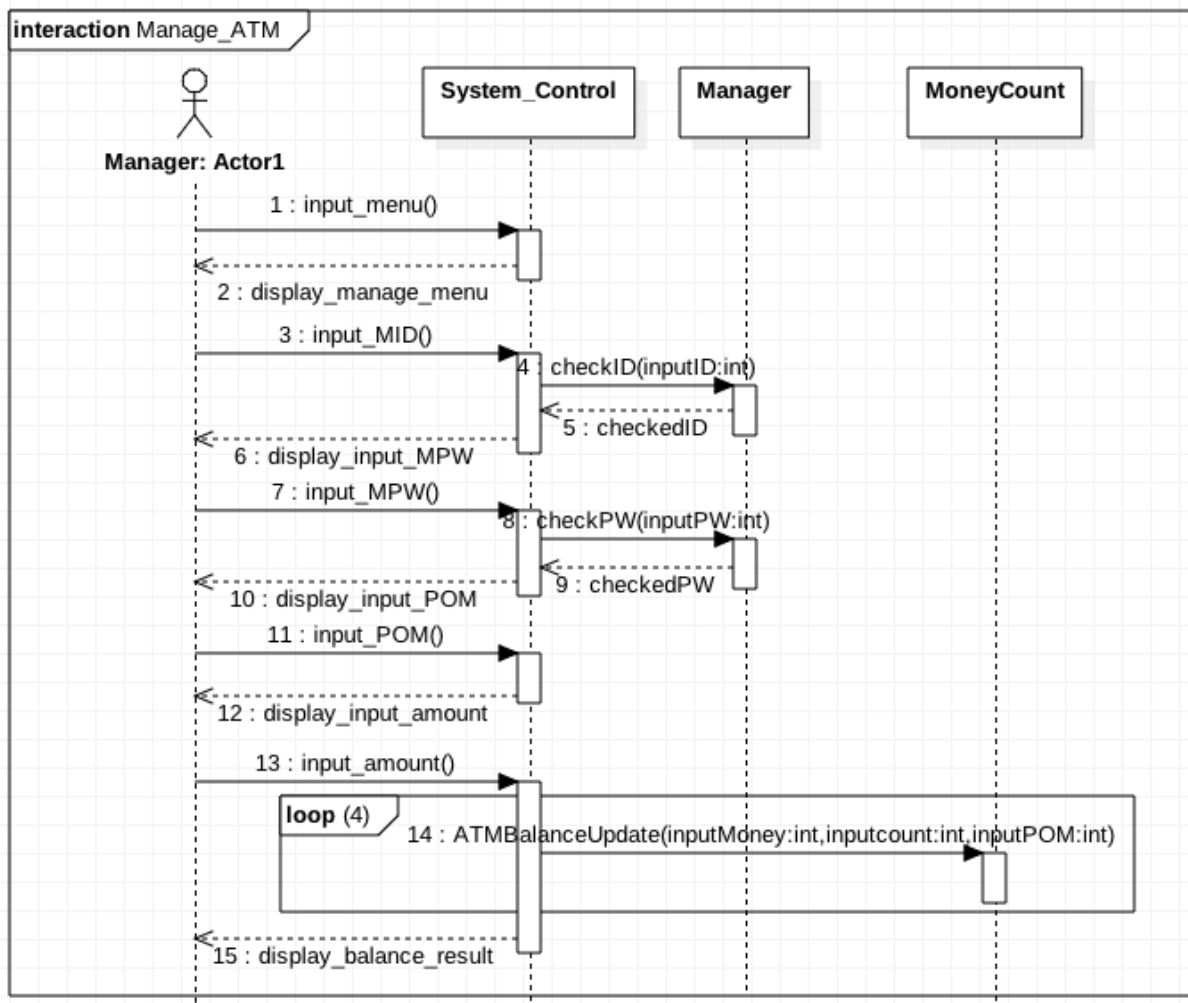 interaction Manage_ATM
System_Control
Manager
MoneyCount
Manager: Actor1
1 : input_menu()
2 : display_manage_menu
3 : input_MID()
4 : checkID(inputID:int)
5 : checkedID
6 : display_input_MPW
7 : input_MPW()
8 : checkPW(inputPW:int)
9 : checkedPW
10 : display_input_POM
11 : input_POM()
12 : display_input_amount
13 : input_amount()
loop (4)
14 : ATMBalanceUpdate(inputMoney:int,inputcount:int,inputPOM:int)
15 : display_balance_result